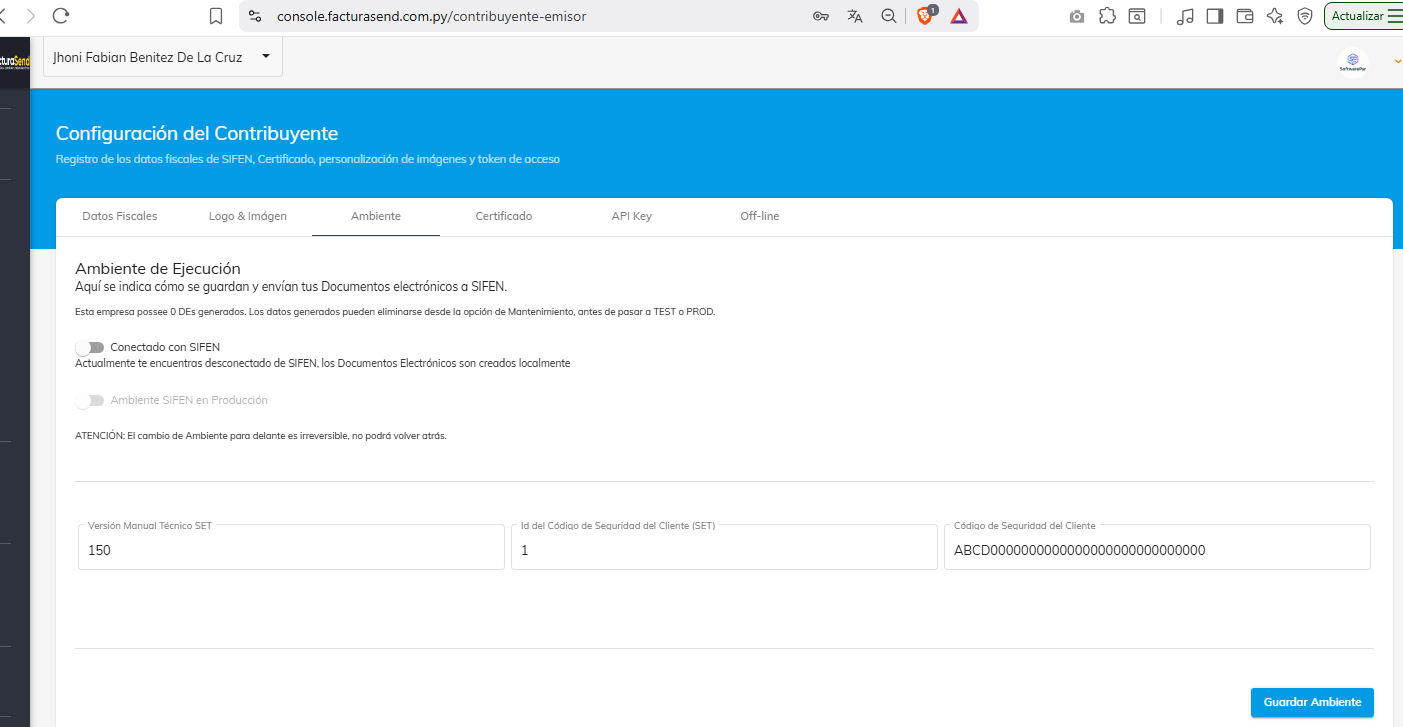 console.facturasend.com.py/contribuyente-emisor
1
Actualizar
turaSend
Jhoni Fabian Benitez De La Cruz
SoftwarePar
Configuración del Contribuyente
Registro de los datos fiscales de SIFEN, Certificado, personalización de imágenes y token de acceso
Datos Fiscales
Logo & Imágen
Ambiente
Certificado
API Key
Off-line
Ambiente de Ejecución
Aquí se indica cómo se guardan y envían tus Documentos electrónicos a SIFEN.
Esta empresa possee 0 DEs generados. Los datos generados pueden eliminarse desde la opción de Mantenimiento, antes de pasar a TEST o PROD.
Conectado con SIFEN
Actualmente te encuentras desconectado de SIFEN, los Documentos Electrónicos son creados localmente
Ambiente SIFEN en Producción
ATENCIÓN: El cambio de Ambiente para delante es irreversible, no podrá volver atrás.
Versión Manual Técnico SET
150
Id del Código de Seguridad del Cliente (SET)
1
Código de Seguridad del Cliente
ABCD0000000000000000000000000000
Guardar Ambiente